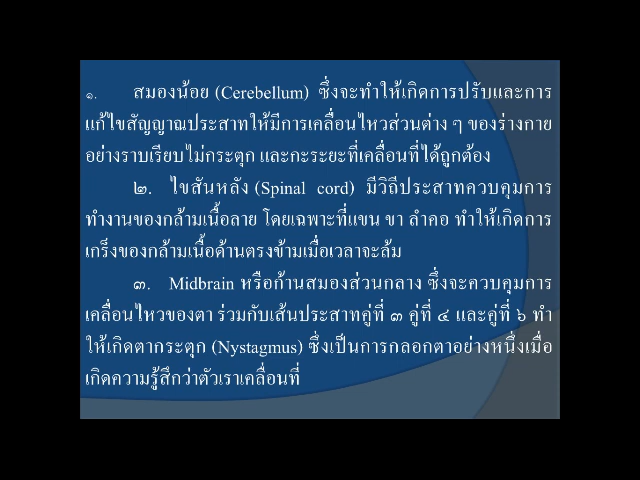 ๑. สมองน้อย (Cerebellum) ซึ่งจะทำให้เกิดการปรับและการ
แก้ไขสัญญาณประสาทให้มีการเคลื่อนไหวส่วนต่าง ๆ ของร่างกาย
อย่างราบเรียบไม่กระตุก และกะระยะที่เคลื่อนที่ได้ถูกต้อง
๒. ไขสันหลัง (Spinal cord) มีวิถีประสาทควบคุมการ
ทำงานของกล้ามเนื้อลาย โดยเฉพาะที่แขน ขา ลำคอ ทำให้เกิดการ
เกร็งของกล้ามเนื้อด้านตรงข้ามเมื่อเวลาจะล้ม
๓. Midbrain หรือก้านสมองส่วนกลาง ซึ่งจะควบคุมการ
เคลื่อนไหวของตา ร่วมกับเส้นประสาทคู่ที่ ๓ คู่ที่ ๔ และคู่ที่ ๖ ทำ
ให้เกิดตากระตุก (Nystagmus) ซึ่งเป็นการกลอกตาอย่างหนึ่งเมื่อ
เกิดความรู้สึกว่าตัวเราเคลื่อนที่